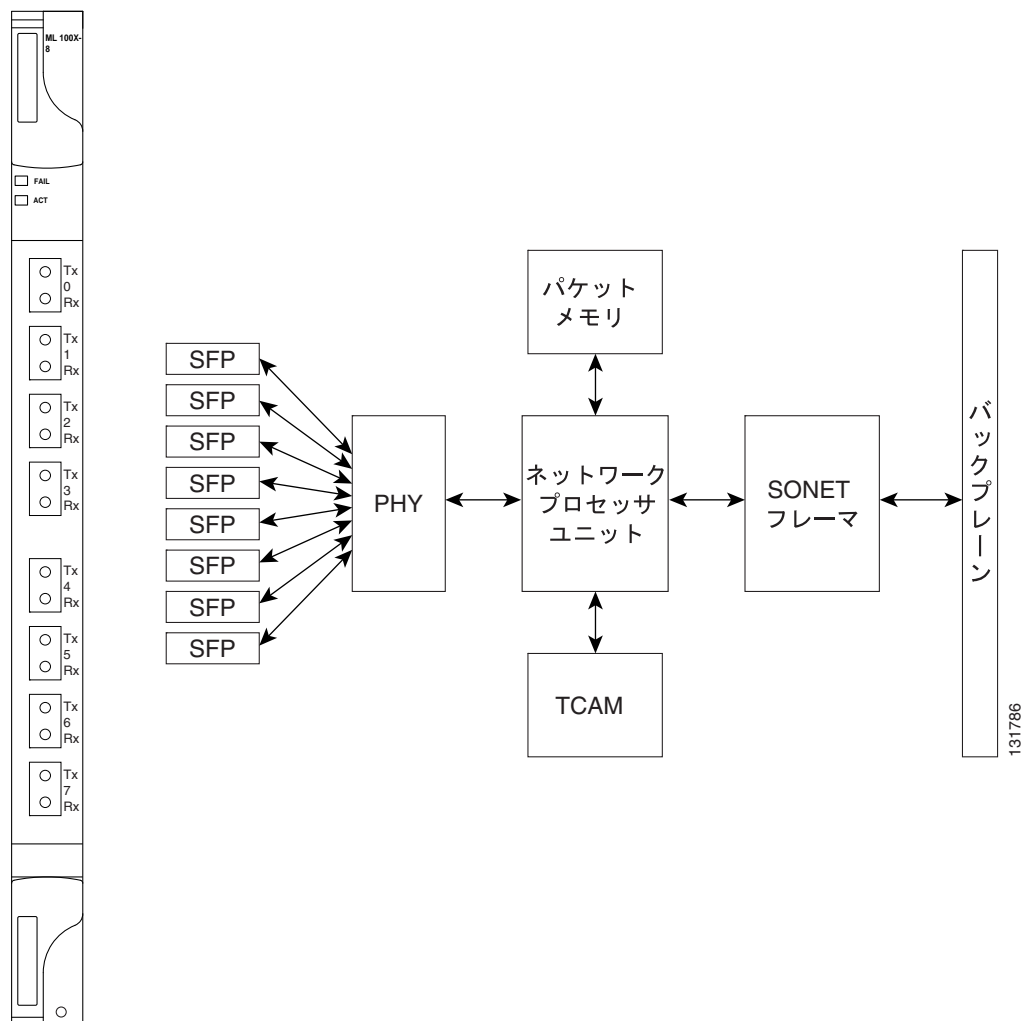 ML 100X-
8
FAIL
ACT
Tx
0
Rx
Tx
1
Rx
Tx
2
Rx
Tx
3
Rx
Tx
4
Rx
Tx
5
Rx
Tx
6
Rx
Tx
7
Rx
SFP
SFP
SFP
SFP
SFP
SFP
SFP
SFP
PHY
パケット
メモリ
ネットワーク
プロセッサ
ユニット
TCAM
SONET
フレーマ
バックプレーン
131786